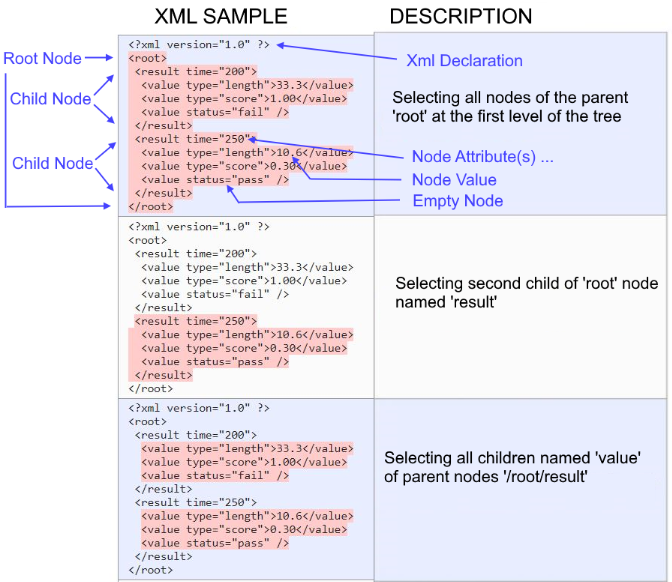 XML SAMPLE
DESCRIPTION
Root Node
Child Node
Child Node
<?xml version="1.0" ?>
<root>
<result time="200">
<value type="length">33.3</value>
<value type="score">1.00</value>
<value status="fail" />
</result>
<result time="250">
<value type="length">10.6</value>
<value type="score">0.30</value>
<value status="pass" />
</result>
</root>
Xml Declaration
Selecting all nodes of the parent
'root' at the first level of the tree
Node Attribute(s) ...
Node Value
Empty Node
<?xml version="1.0" ?>
<root>
<result time="200">
<value type="length">33.3</value>
<value type="score">1.00</value>
<value status="fail" />
</result>
<result time="250">
<value type="length">10.6</value>
<value type="score">0.30</value>
<value status="pass" />
</result>
</root>
Selecting second child of 'root' node
named 'result'
<?xml version="1.0" ?>
<root>
<result time="200">
<value type="length">33.3</value>
<value type="score">1.00</value>
<value status="fail" />
</result>
<result time="250">
<value type="length">10.6</value>
<value type="score">0.30</value>
<value status="pass" />
</result>
</root>
Selecting all children named 'value'
of parent nodes '/root/result'